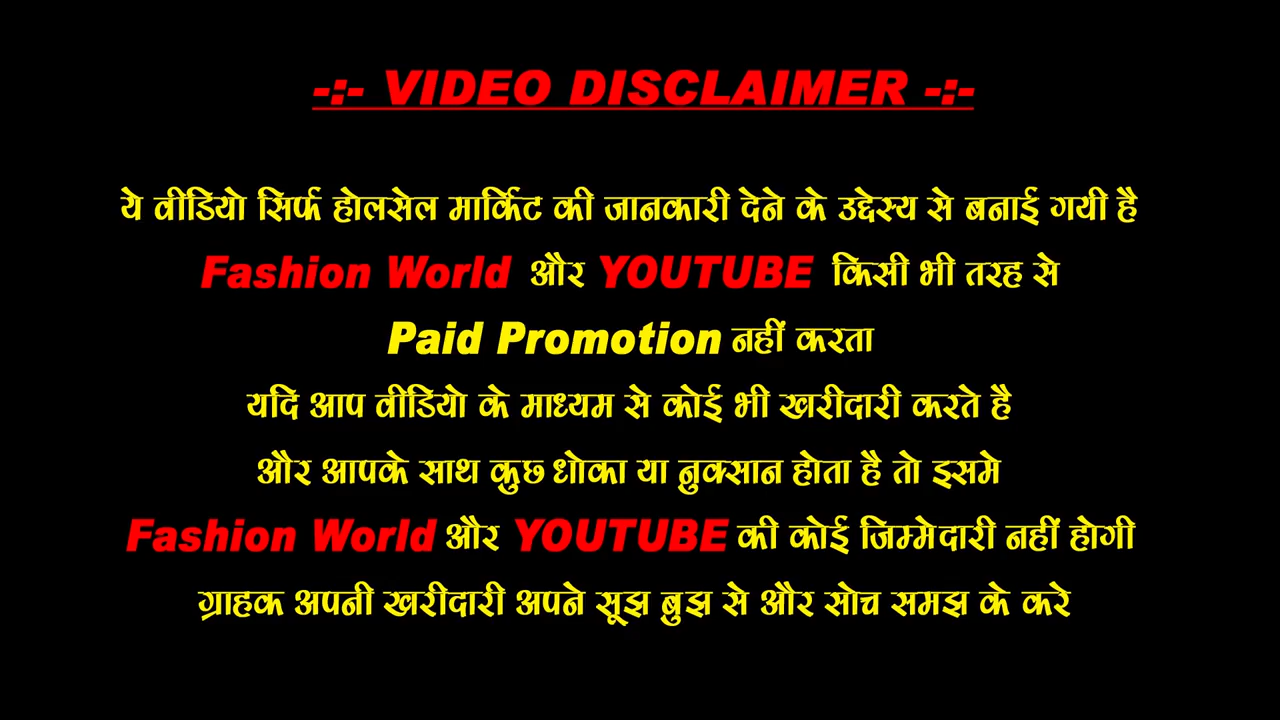 -:- VIDEO DISCLAIMER -:-
ये वीडियो सिर्फ होलसेल मार्किट की जानकारी देने के उद्देस्य से बनाई गयी है
Fashion World और YOUTUBE किसी भी तरह से
Paid Promotion नहीं करता
यदि आप वीडियो के माध्यम से कोई भी खरीदारी करते है
और आपके साथ कुछ धोका या नुक्सान होता है तो इसमे
Fashion World और YOUTUBE की कोई जिम्मेदारी नहीं होगी
ग्राहक अपनी खरीदारी अपने सूझ बुझ से और सोच समझ के करे